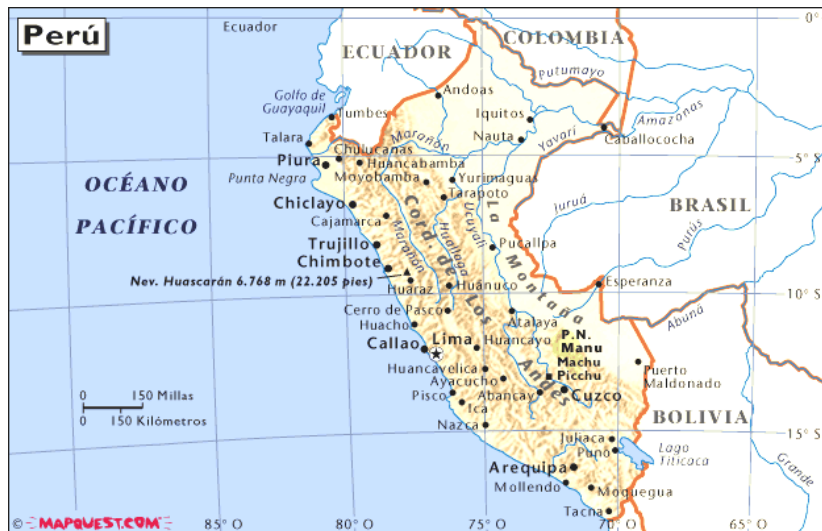 Perú
Ecuador
0°
COLOMBIA
ECUADOR
Putumayo
Andoas
Golfo de
Guayaquil
Tumbes
Iquitos
Amazonas
Marañón
Nauta
Yavarí
Caballococha
Talara
Chulucanas
5° S
Piura
Huancabamba
Punta Negra
Moyobamba
Yurimaguas
Tarapoto
OCÉANO
PACÍFICO
Chiclayo
Cajamarca
Marañón
Cord. de Los Andes
Huallaga
Ucuyali
La Montaña
Juruá
BRASIL
Purús
Trujillo
Pucallpa
Chimbote
Nev. Huascarán 6.768 m (22.205 pies)
Huaraz
Huánuco
Esperanza
10° S
Cerro de Pasco
Atalaya
Abuná
Huacho
P.N.
Manu
Callao
Lima
Huancayo
Machu
Picchu
Puerto
Maldonado
Huancavelica
Ayacucho
Abancay
Cuzco
Pisco
Ica
BOLIVIA
150 Millas
0
0
150 Kilómetros
Nazca
Juliaca
Puno
Lago
Titicaca
15° S
Grande
Arequipa
Mollendo
Moquegua
Tacna
© MAPQUEST.COM™
85° O
80° O
75° O
70° O